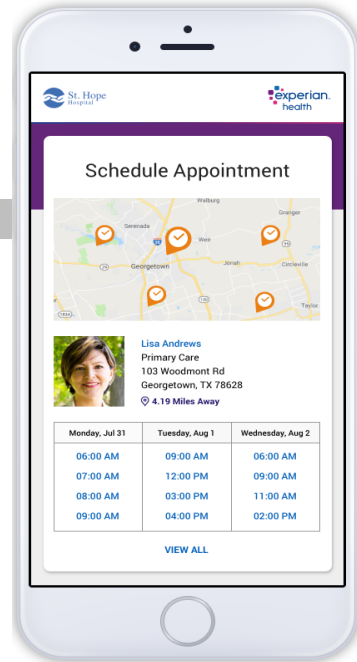 St. Hope
Hospital
experian.
health
Schedule Appointment
Walburg
Granger
Serenada
Weir
Georgetown
Jonah
Circleville
Taylor
Lisa Andrews
Primary Care
103 Woodmont Rd
Georgetown, TX 78628
4.19 Miles Away
Monday, Jul 31 Tuesday, Aug 1 Wednesday, Aug 2
06:00 AM 09:00 AM 06:00 AM
07:00 AM 12:00 PM 09:00 AM
08:00 AM 03:00 PM 11:00 AM
09:00 AM 04:00 PM 02:00 PM
VIEW ALL